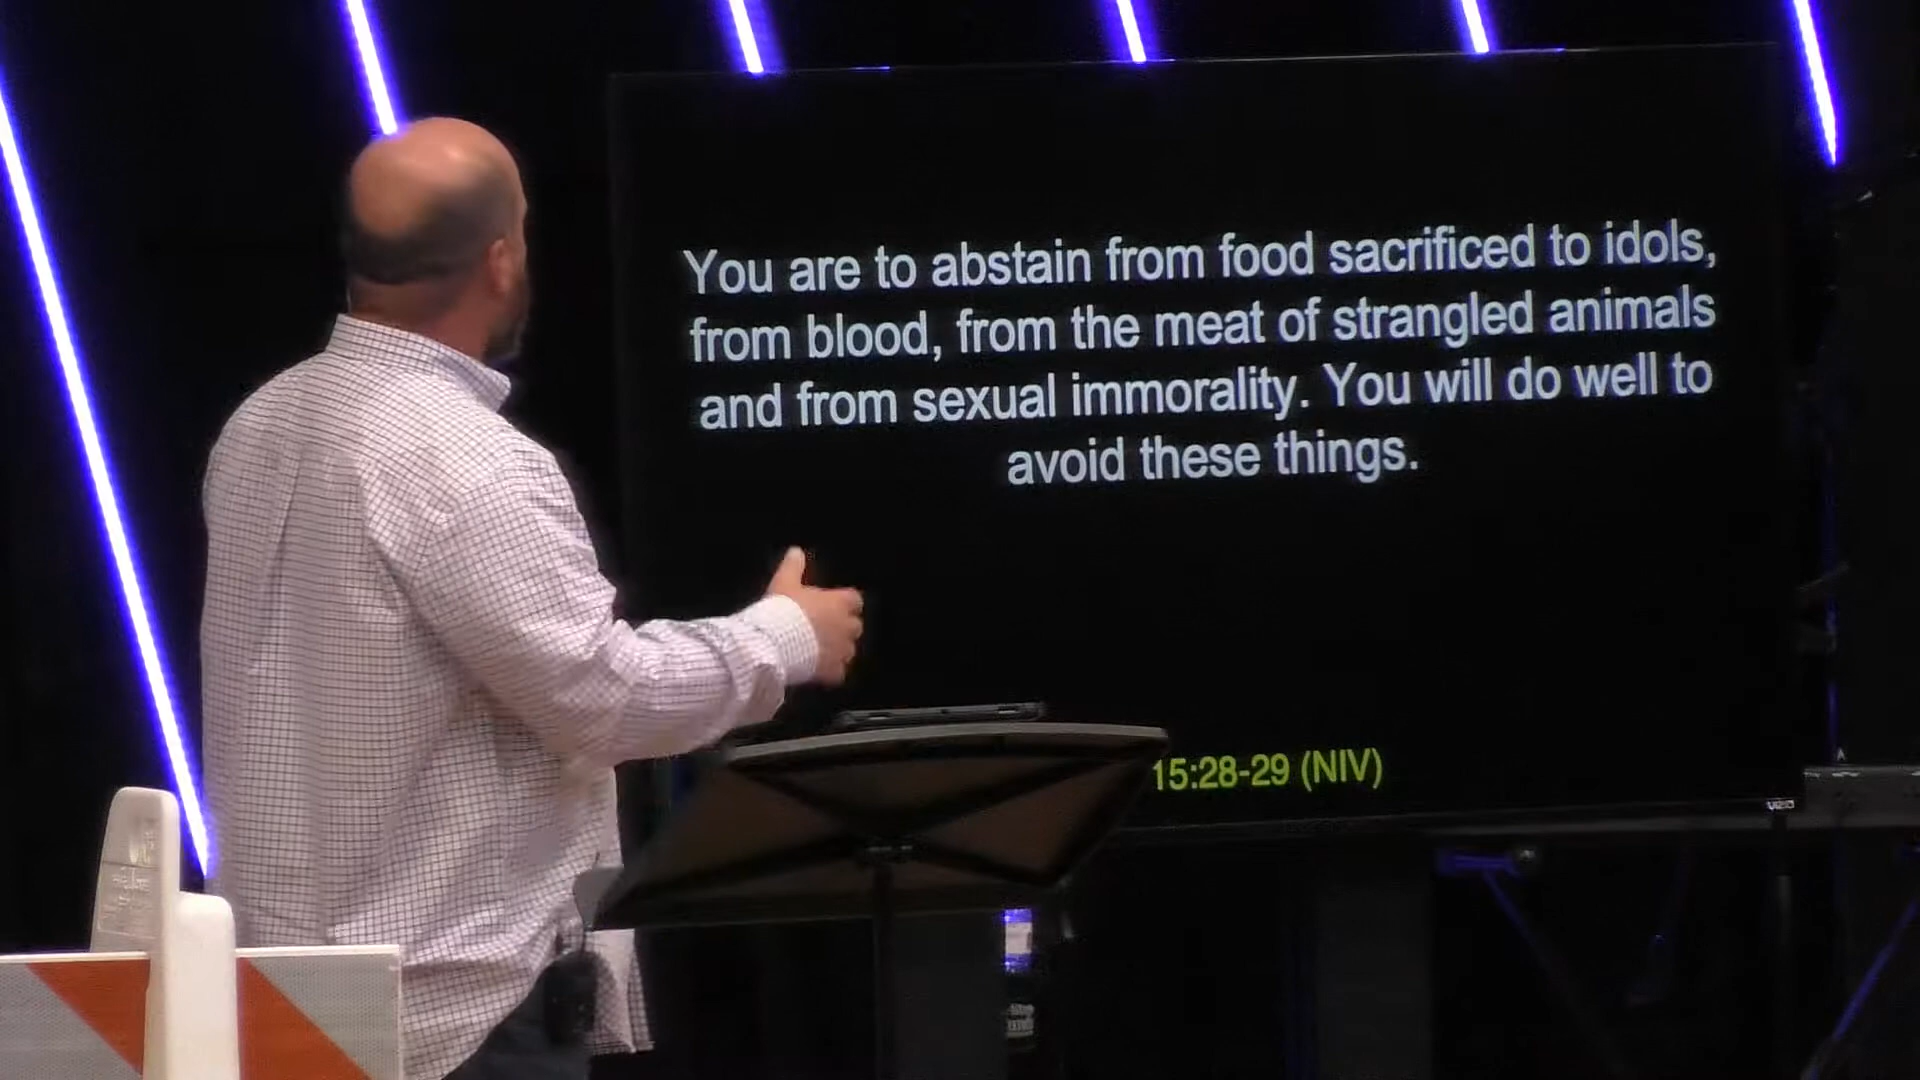 You are to abstain from food sacrificed to idols,
from blood, from the meat of strangled animals
and from sexual immorality. You will do well to
avoid these things.
15:28-29 (NIV)
VIZIO